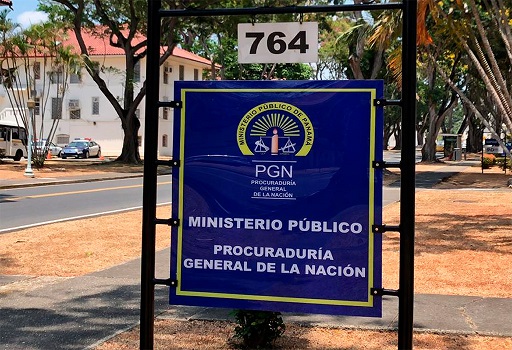 764
MINISTERIO PÚBLICO DE PANAMÁ
PGN
PROCURADURÍA
GENERAL DE
LA NACIÓN
MINISTERIO PÚBLICO
PROCURADURÍA
GENERAL DE LA NACIÓN